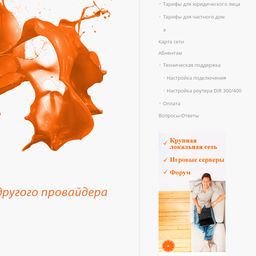 Тарифы для юридического лица
Тарифы для частного дом
а
Карта сети
Абонентам
Техническая поддержка
Настройка подключения
Настройка роутера DIR 300/400
Оплата
Вопросы-Ответы
другого провайдера
Крупная
локальная сеть
Игровые серверы
Форум